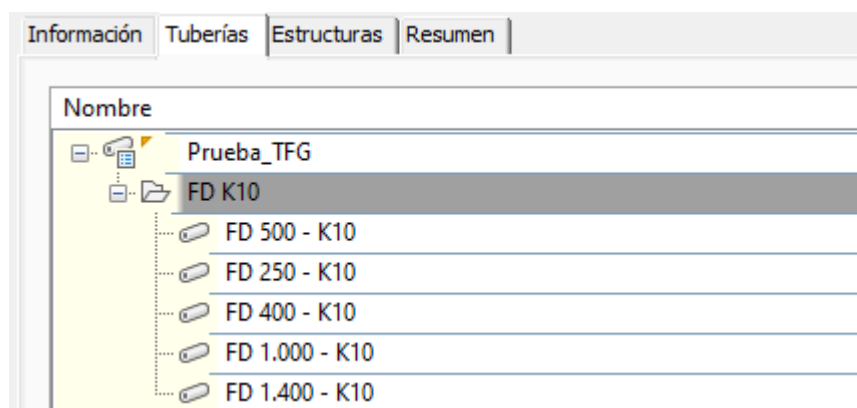 Información Tuberías Estructuras Resumen
Nombre
Prueba_TFG
FD K10
FD 500 - K10
FD 250 - K10
FD 400 - K10
FD 1.000 - K10
FD 1.400 - K10